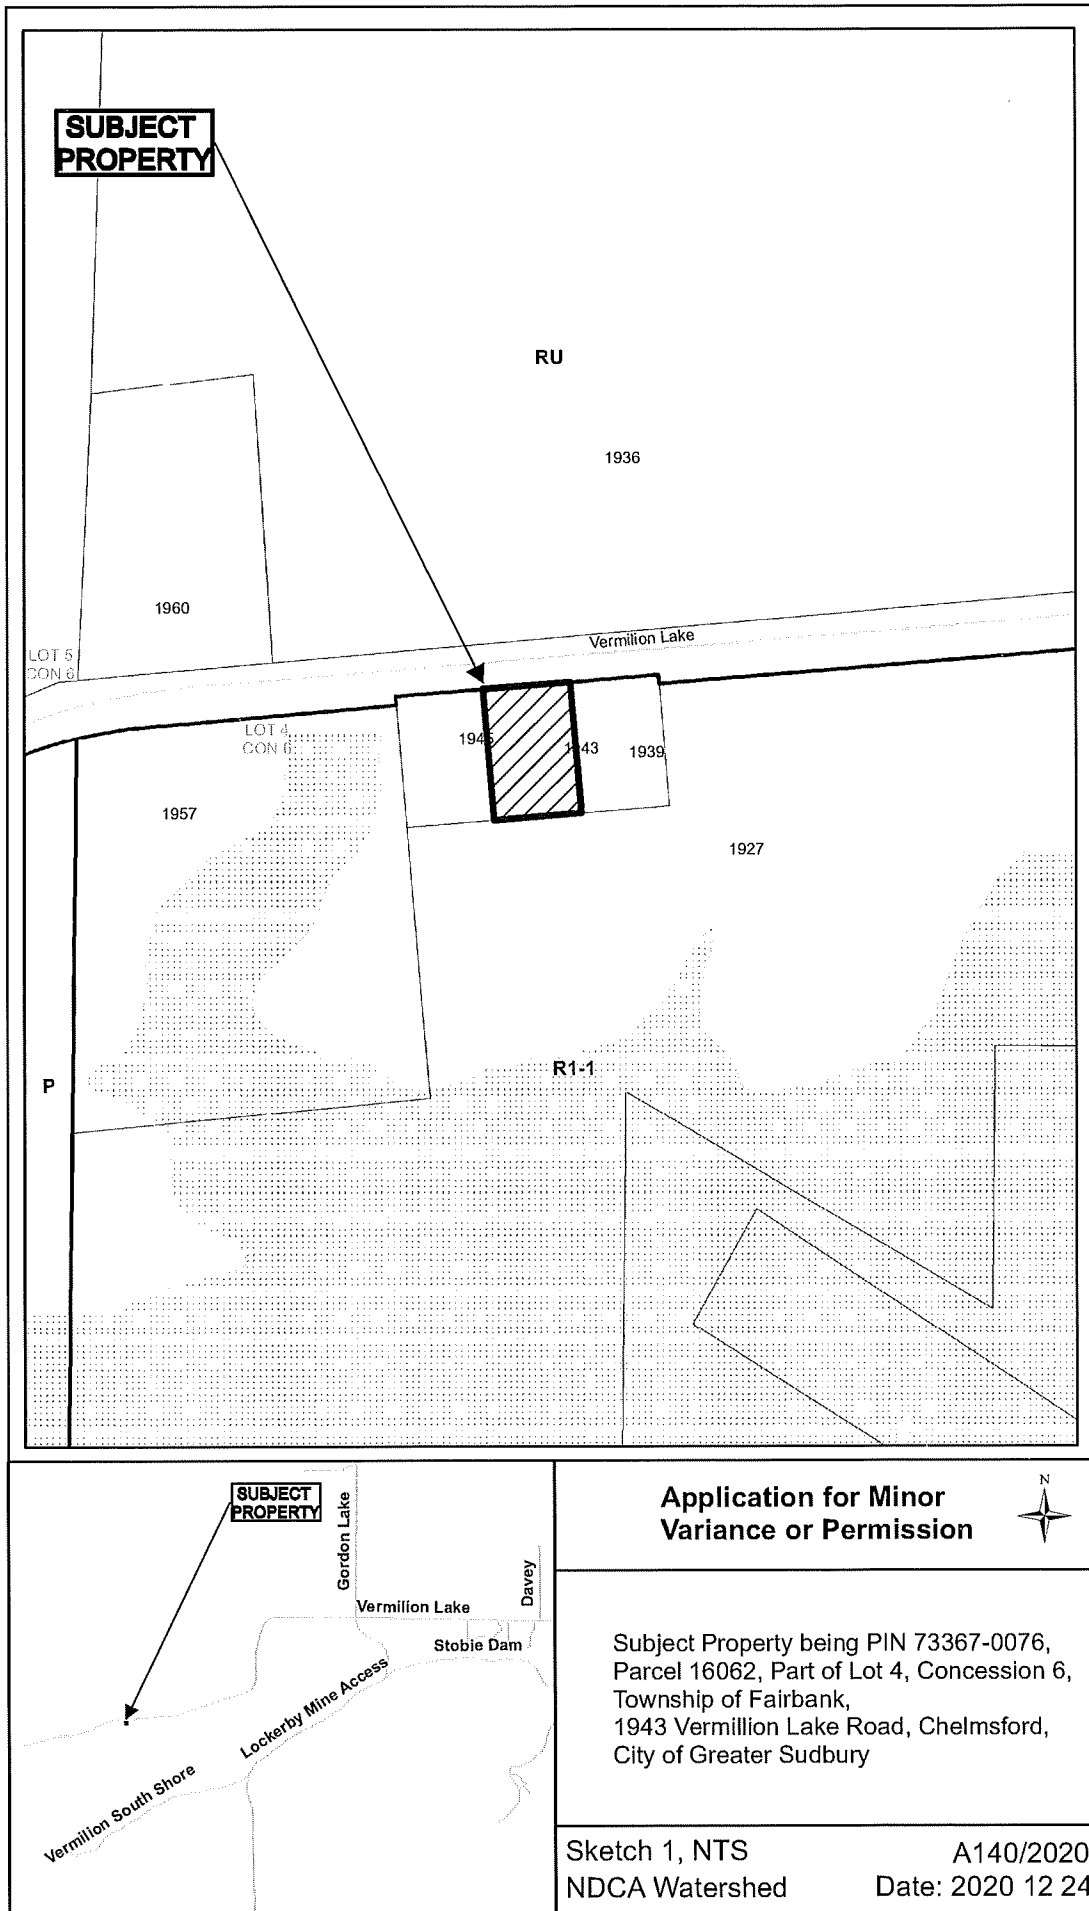 SUBJECT
PROPERTY
RU
1936
1960
Vermilion Lake
LOT 5
CON 6
LOT 4
CON 6
1945
1943
1939
1957
1927
R1-1
P
SUBJECT
PROPERTY
Gordon Lake
Davey
Vermilion Lake
Stobie Dam
Lockerby Mine Access
Vermilion South Shore
Application for Minor
Variance or Permission
N
Subject Property being PIN 73367-0076,
Parcel 16062, Part of Lot 4, Concession 6,
Township of Fairbank,
1943 Vermillion Lake Road, Chelmsford,
City of Greater Sudbury
Sketch 1, NTS
A140/2020
NDCA Watershed
Date: 2020 12 24